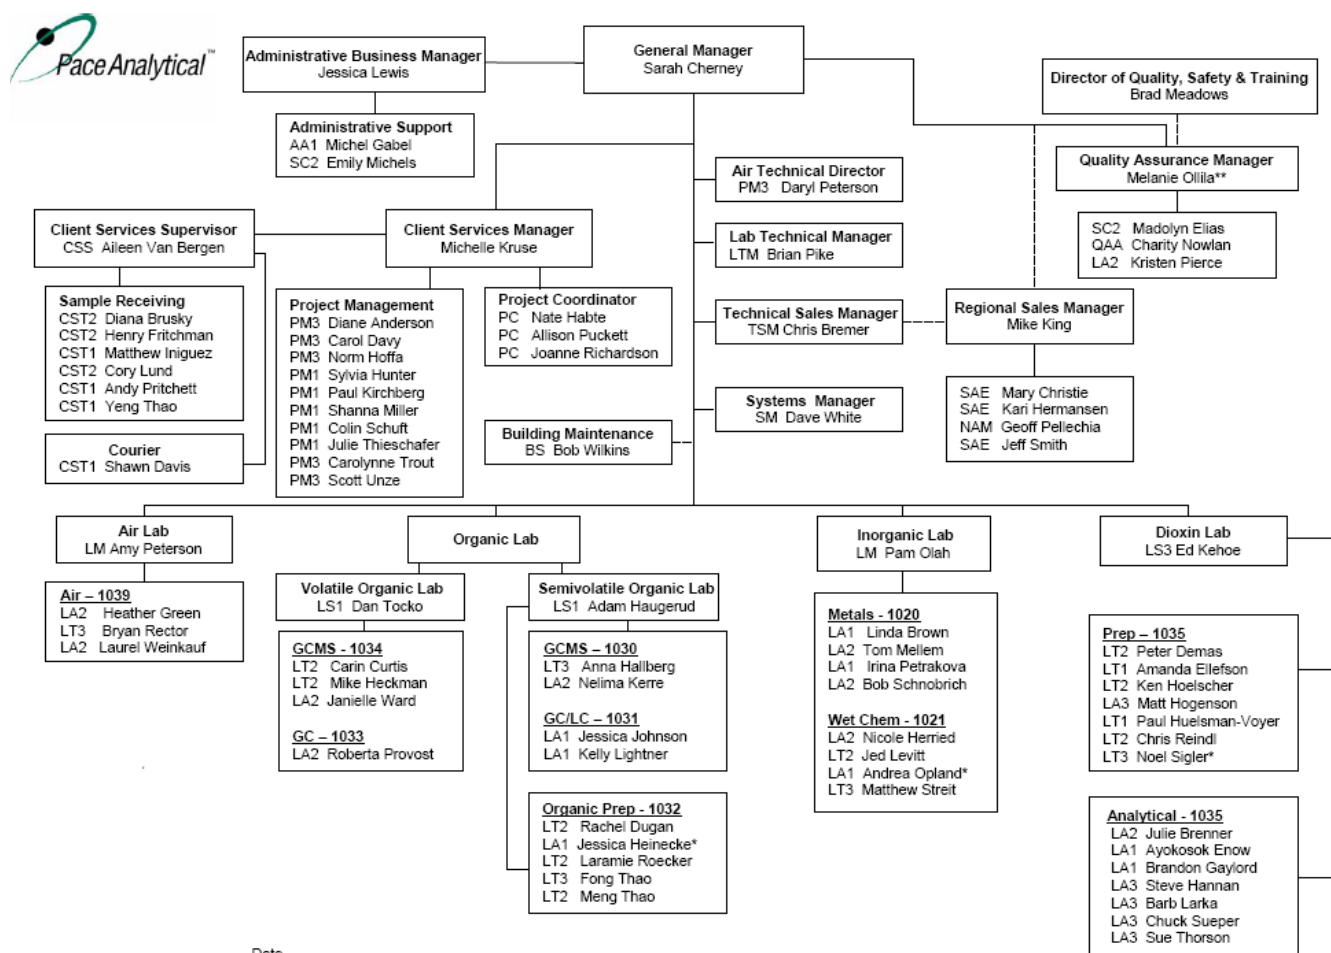 Pace Analytical™
Administrative Business Manager
Jessica Lewis
General Manager
Sarah Cherney
Director of Quality, Safety & Training
Brad Meadows
Administrative Support
AA1 Michel Gabel
SC2 Emily Michels
Quality Assurance Manager
Melanie Ollila**
Air Technical Director
PM3 Daryl Peterson
SC2 Madolyn Elias
QAA Charity Nowlan
LA2 Kristen Pierce
Client Services Supervisor
CSS Aileen Van Bergen
Client Services Manager
Michelle Kruse
Lab Technical Manager
LTM Brian Pike
Sample Receiving
CST2 Diana Brusky
CST2 Henry Fritchman
CST1 Matthew Iniguez
CST2 Cory Lund
CST1 Andy Pritchett
CST1 Yeng Thao
Project Management
PM3 Diane Anderson
PM3 Carol Davy
PM3 Norm Hoffa
PM1 Sylvia Hunter
PM1 Paul Kirchberg
PM1 Shanna Miller
PM1 Colin Schuft
PM1 Julie Thieschafer
PM3 Carolynne Trout
PM3 Scott Unze
Project Coordinator
PC Nate Habte
PC Allison Puckett
PC Joanne Richardson
Technical Sales Manager
TSM Chris Bremer
Regional Sales Manager
Mike King
SAE Mary Christie
SAE Kari Hermansen
NAM Geoff Pellechia
SAE Jeff Smith
Systems Manager
SM Dave White
Building Maintenance
BS Bob Wilkins
Courier
CST1 Shawn Davis
Air Lab
LM Amy Peterson
Organic Lab
Inorganic Lab
LM Pam Olah
Dioxin Lab
LS3 Ed Kehoe
Air – 1039
LA2 Heather Green
LT3 Bryan Rector
LA2 Laurel Weinkauf
Volatile Organic Lab
LS1 Dan Tocko
Semivolatile Organic Lab
LS1 Adam Haugerud
GCMS - 1034
LT2 Carin Curtis
LT2 Mike Heckman
LA2 Janielle Ward
GC – 1033
LA2 Roberta Provost
GCMS – 1030
LT3 Anna Hallberg
LA2 Nelima Kerre
GC/LC – 1031
LA1 Jessica Johnson
LA1 Kelly Lightner
Organic Prep - 1032
LT2 Rachel Dugan
LA1 Jessica Heinecke*
LT2 Laramie Roecker
LT3 Fong Thao
LT2 Meng Thao
Metals - 1020
LA1 Linda Brown
LA2 Tom Mellem
LA1 Irina Petrakova
LA2 Bob Schnobrich
Wet Chem - 1021
LA2 Nicole Herried
LT2 Jed Levitt
LA1 Andrea Opland*
LT3 Matthew Streit
Prep – 1035
LT2 Peter Demas
LT1 Amanda Ellefson
LT2 Ken Hoelscher
LA3 Matt Hogenson
LT1 Paul Huelsman-Voyer
LT2 Chris Reindl
LT3 Noel Sigler*
Analytical - 1035
LA2 Julie Brenner
LA1 Ayokosok Enow
LA1 Brandon Gaylord
LA3 Steve Hannan
LA3 Barb Larka
LA3 Chuck Sueper
LA3 Sue Thorson